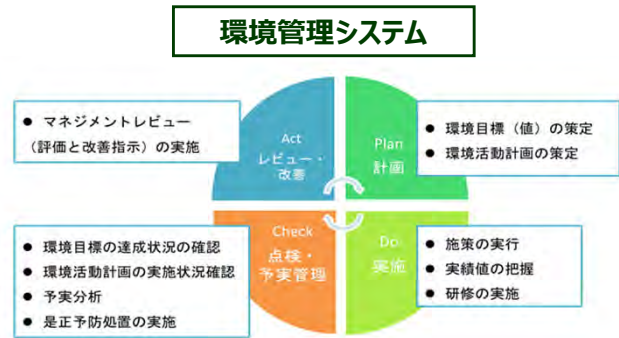 環境管理システム
● マネジメントレビュー
(評価と改善指示)の実施
Act
レビュー・
改善
Plan
計画
● 環境目標(値)の策定
● 環境活動計画の策定
● 環境目標の達成状況の確認
● 環境活動計画の実施状況確認
● 予実分析
● 是正予防処置の実施
Check
点検・
予実管理
Do
実施
● 施策の実行
● 実績値の把握
● 研修の実施